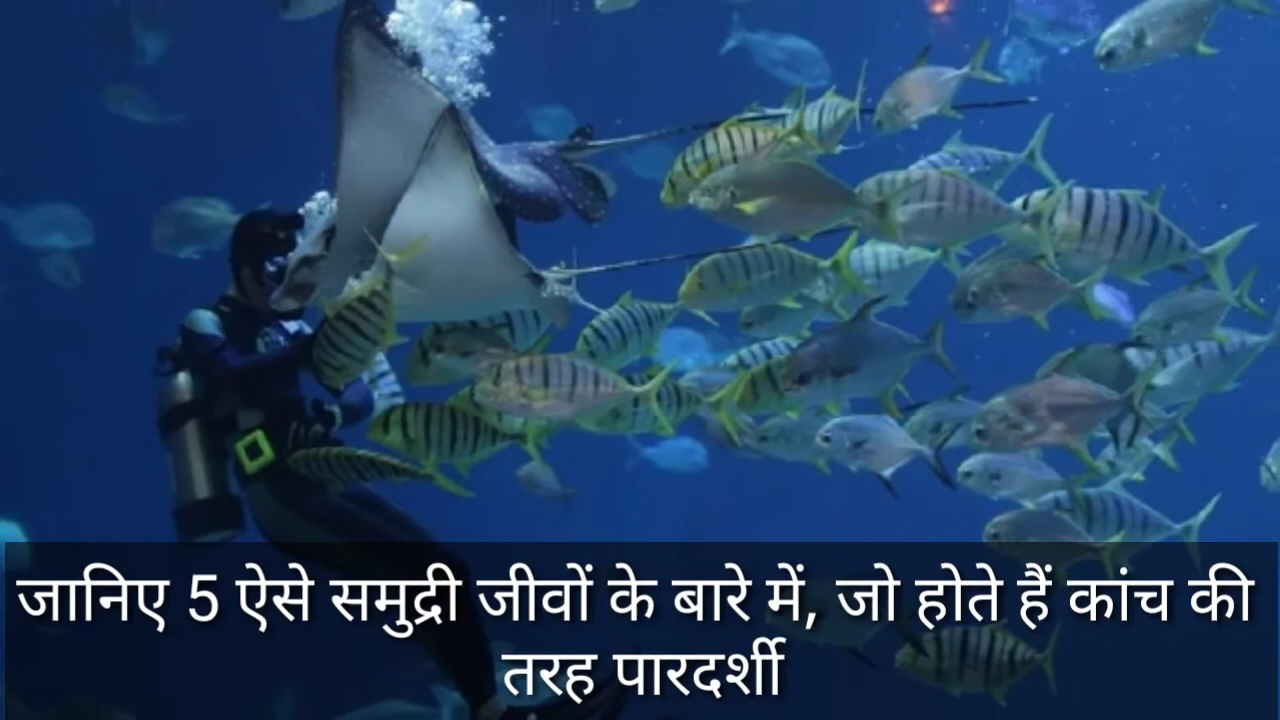 जानिए 5 ऐसे समुद्री जीवों के बारे में, जो होते हैं कांच की
तरह पारदर्शी